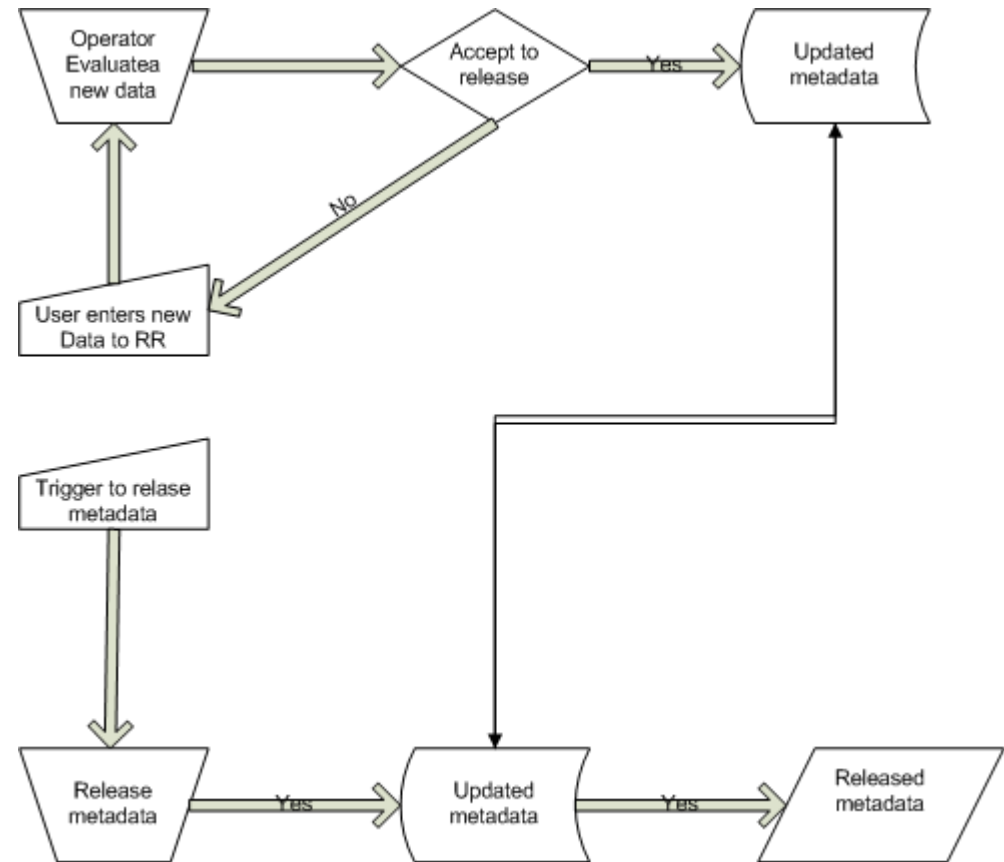 Operator
Evaluatea
new data
Accept to
release
Yes
Updated
metadata
No
User enters new
Data to RR
Trigger to relase
metadata
Release
metadata
Yes
Updated
metadata
Yes
Released
metadata